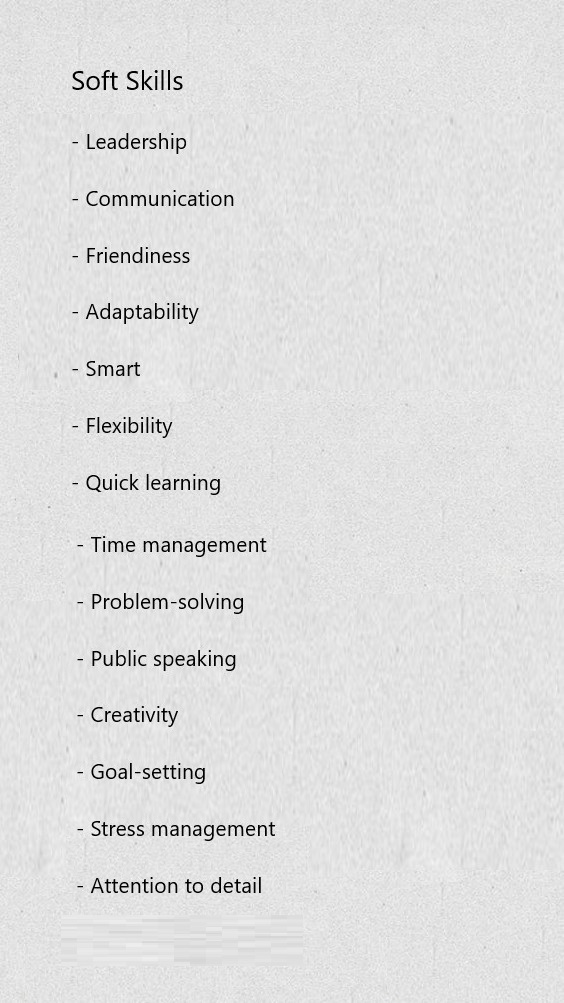 Soft Skills
- Leadership
- Communication
- Friendiness
- Adaptability
- Smart
- Flexibility
- Quick learning
- Time management
- Problem-solving
- Public speaking
- Creativity
- Goal-setting
- Stress management
- Attention to detail